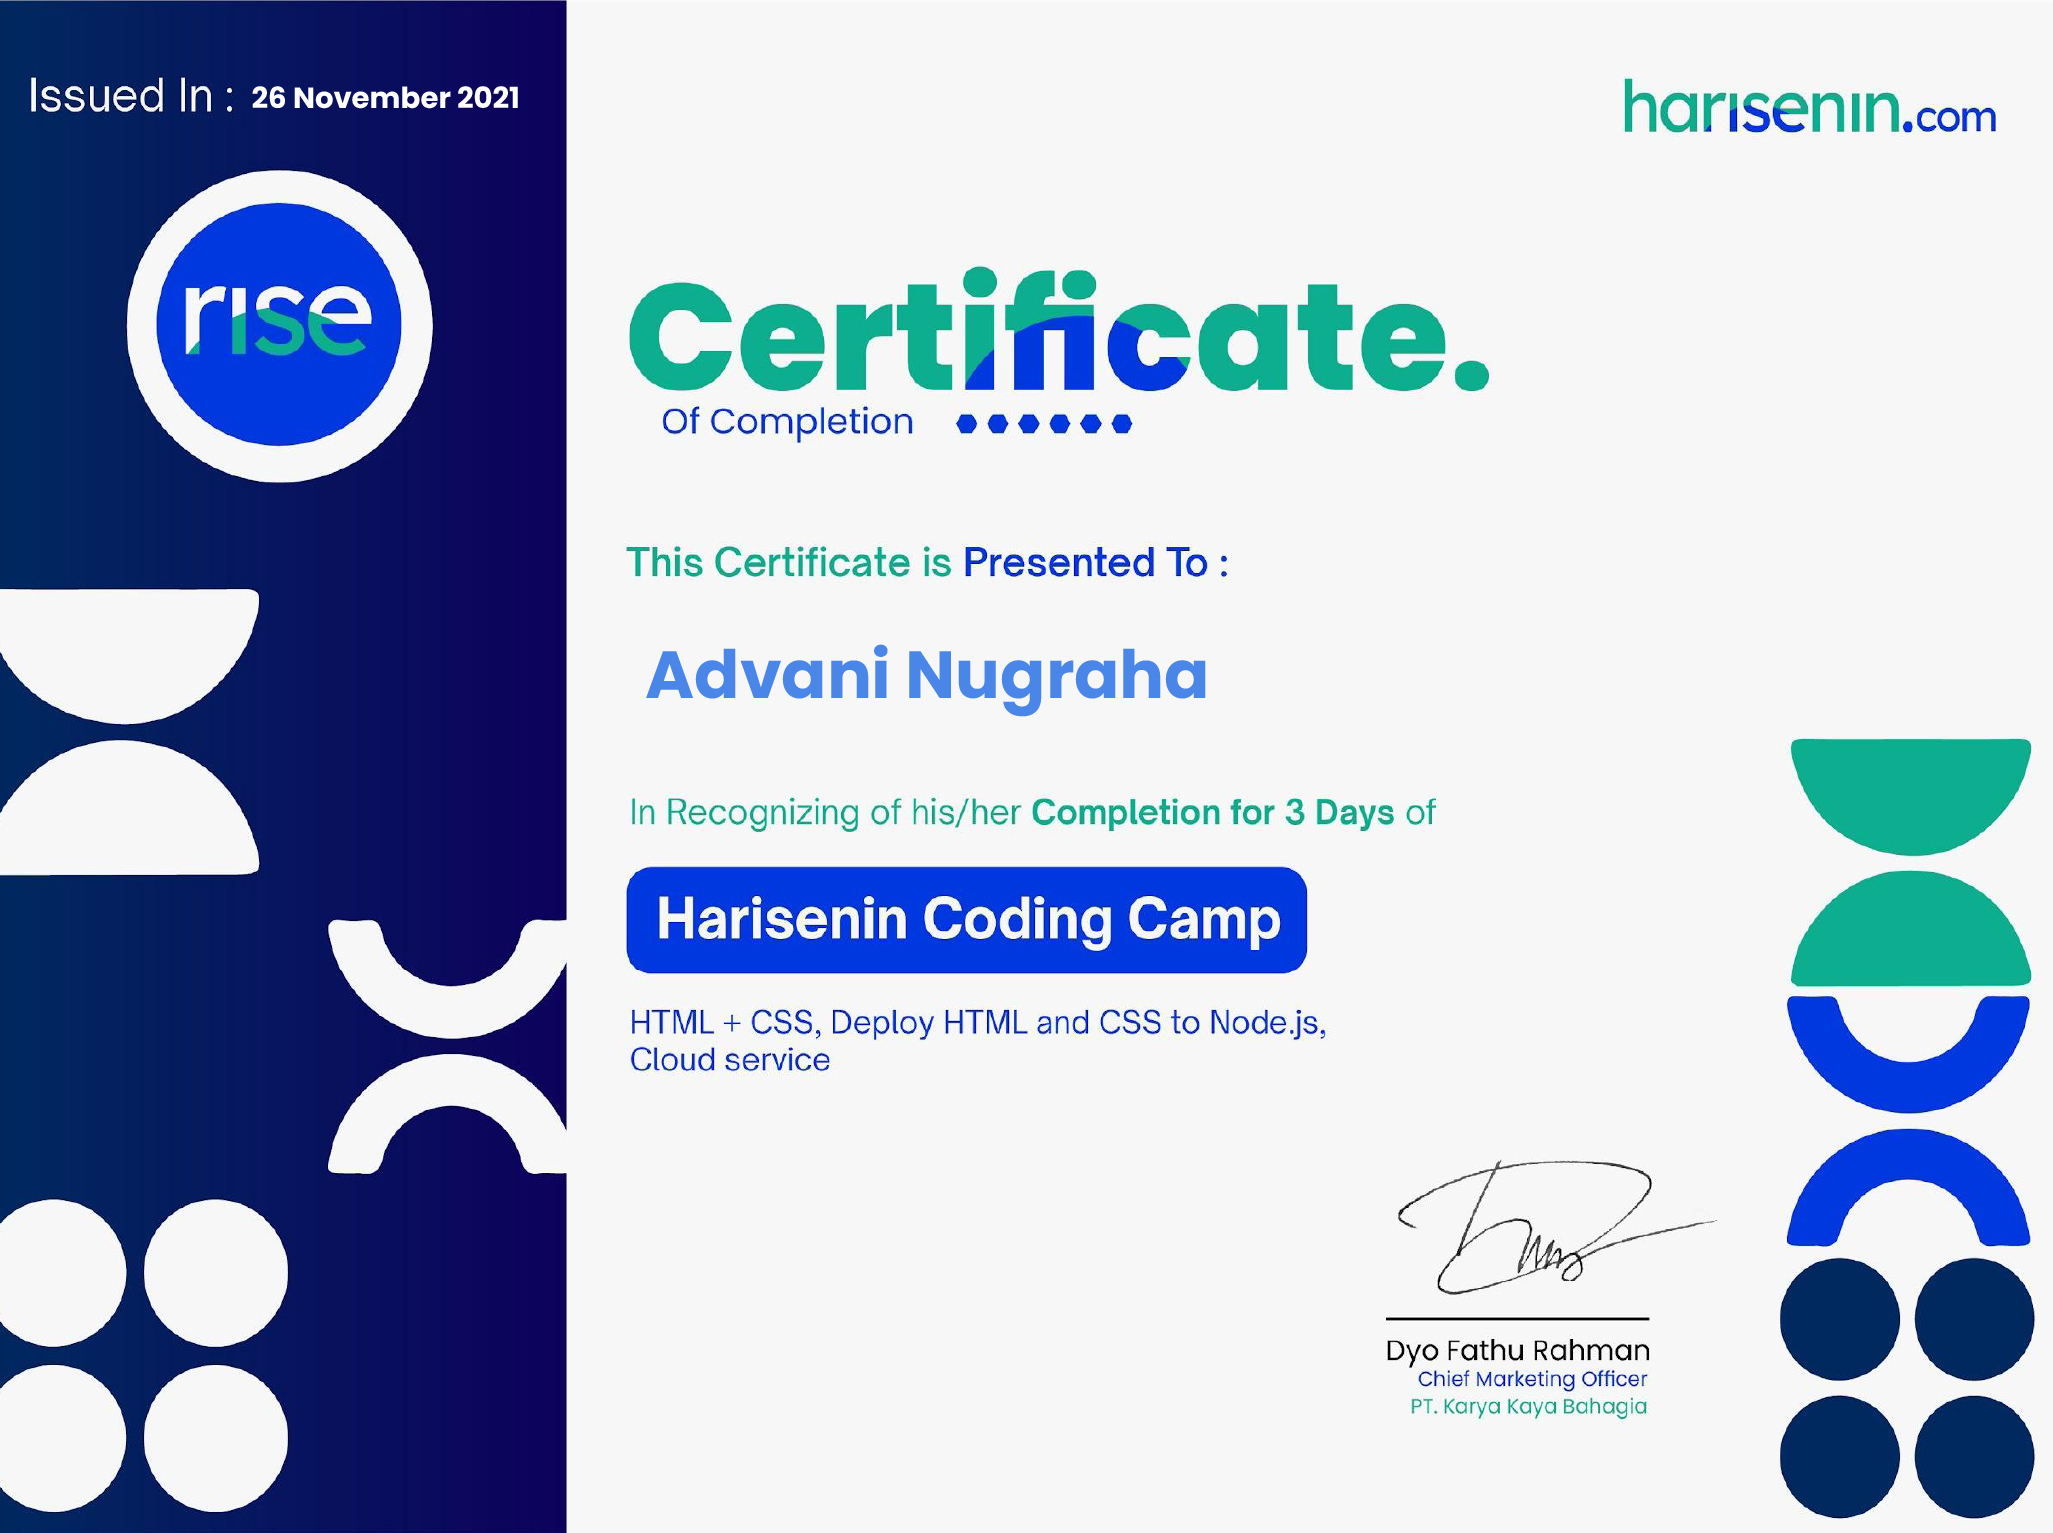 Issued In : 26 November 2021
harisenin.com
rise
Certificate.
Of Completion
This Certificate is Presented To :
Advani Nugraha
In Recognizing of his/her Completion for 3 Days of
Harisenin Coding Camp
HTML + CSS, Deploy HTML and CSS to Node.js,
Cloud service
Dyo Fathu Rahman
Chief Marketing Officer
PT. Karya Kaya Bahagia